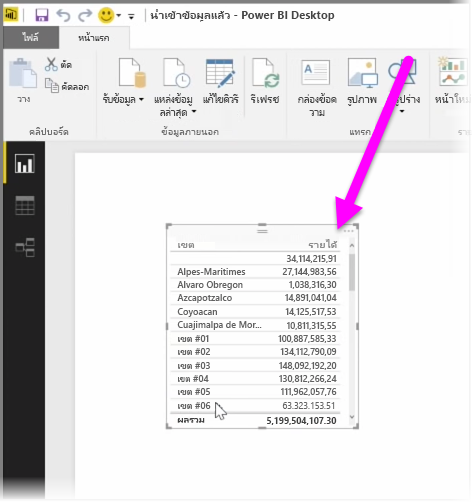 นำเข้าข้อมูลแล้ว - Power BI Desktop
ไฟล์ หน้าแรก
วาง
ตัด
คัดลอก
รับข้อมูล
แหล่งข้อมู
ลล่าสุด
แก้ไขคิวรี
รีเฟรช
กล่องข้อค
วาม
รูปภาพ
รูปร่าง
หน้าให
คลิปบอร์ด ข้อมูลภายนอก แทรก
เขต รายได้
34,114,215,91
Alpes-Maritimes 27,144,983,56
Alvaro Obregon 1,038,316,30
Azcapotzalco 14,891,041,04
Coyoacan 14,125,517,53
Cuajimalpa de Mor... 10,811,315,55
เขต #01 100,887,585,33
เขต #02 134,112,790,09
เขต #03 148,092,192,20
เขต #04 130,812,266,24
เขต #05 111,962,057,76
เขต #06 63.323.153.51
ผลรวม 5,199,504,107.30